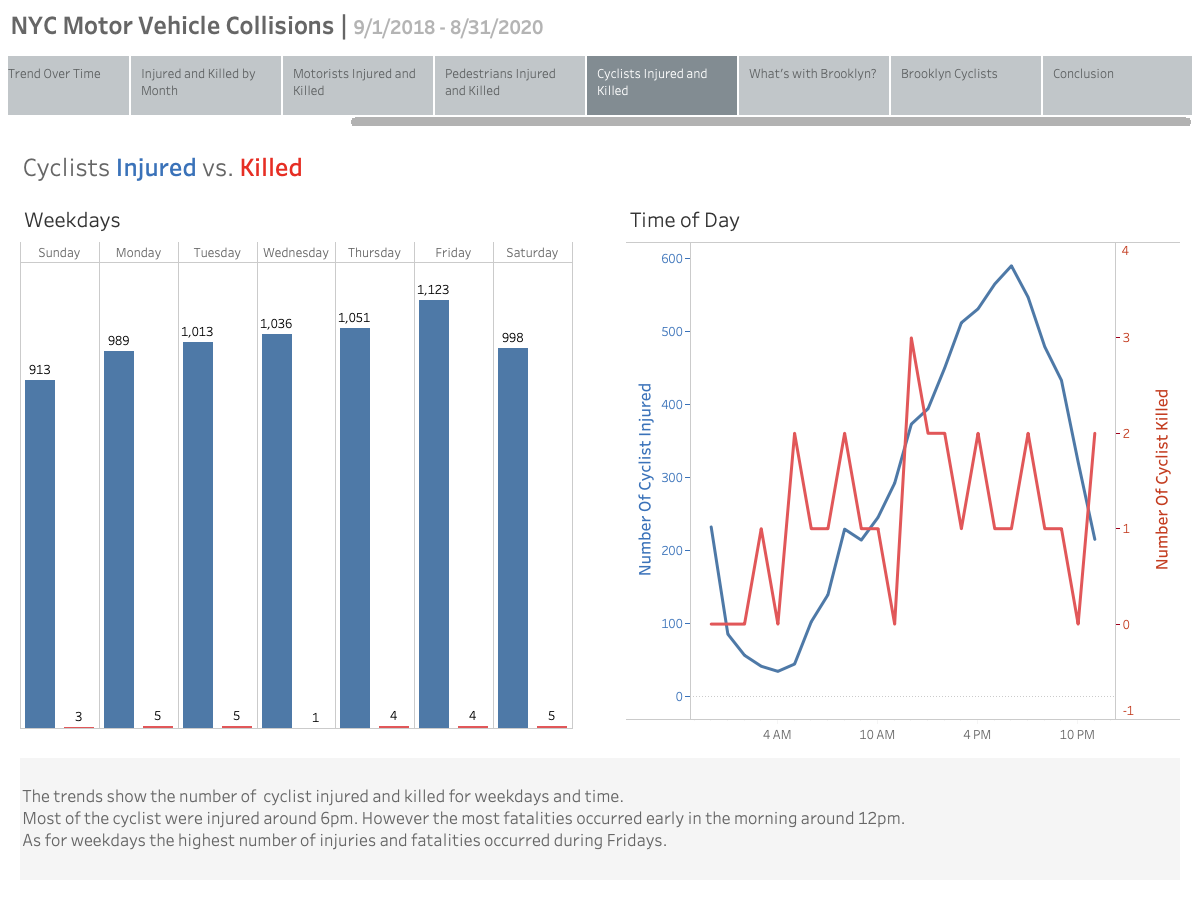 NYC Motor Vehicle Collisions | 9/1/2018 - 8/31/2020
Trend Over Time
Injured and Killed by
Month
Motorists Injured and
Killed
Pedestrians Injured
and Killed
Cyclists Injured and
Killed
What's with Brooklyn?
Brooklyn Cyclists
Conclusion
Cyclists Injured vs. Killed
Weekdays
Sunday Monday Tuesday Wednesday Thursday Friday Saturday
913 3
989 5
1,013 5
1,036 1
1,051 4
1,123 4
998 5
Time of Day
Number Of Cyclist Injured
600
500
400
300
200
100
0
4
3
2
1
0
-1
Number Of Cyclist Killed
4 AM 10 AM 4 PM 10 PM
The trends show the number of  cyclist injured and killed for weekdays and time.
Most of the cyclist were injured around 6pm. However the most fatalities occurred early in the morning around 12pm.
As for weekdays the highest number of injuries and fatalities occurred during Fridays.